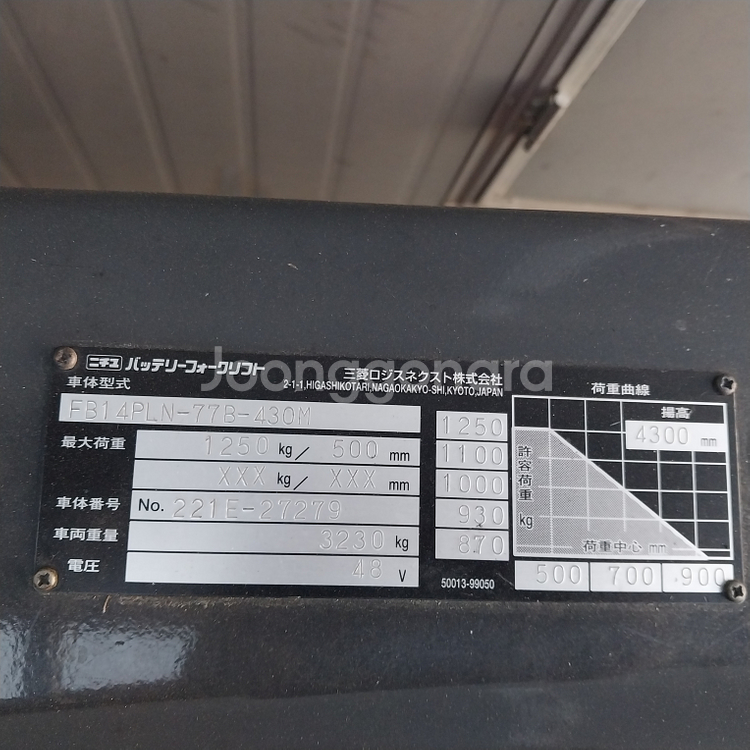 ニチユ バッテリーフォークリフト
三菱ロジスネクスト株式会社
2-1-1,HIGASHIKOTARI,NAGAOKAKYO-SHI,KYOTO,JAPAN
Joonggonara
車体型式
FB14PLN-77B-430M
最大荷重
1250 kg/ 500 mm
XXX kg/ XXX mm
車体番号 No. 221E-27279
車両重量 3230 kg
電圧 48 V
1250
1100
1000
930
870
50013-99050
荷重曲線
揚高
4300 mm
許容荷重 kg
荷重中心 mm
500 700 900